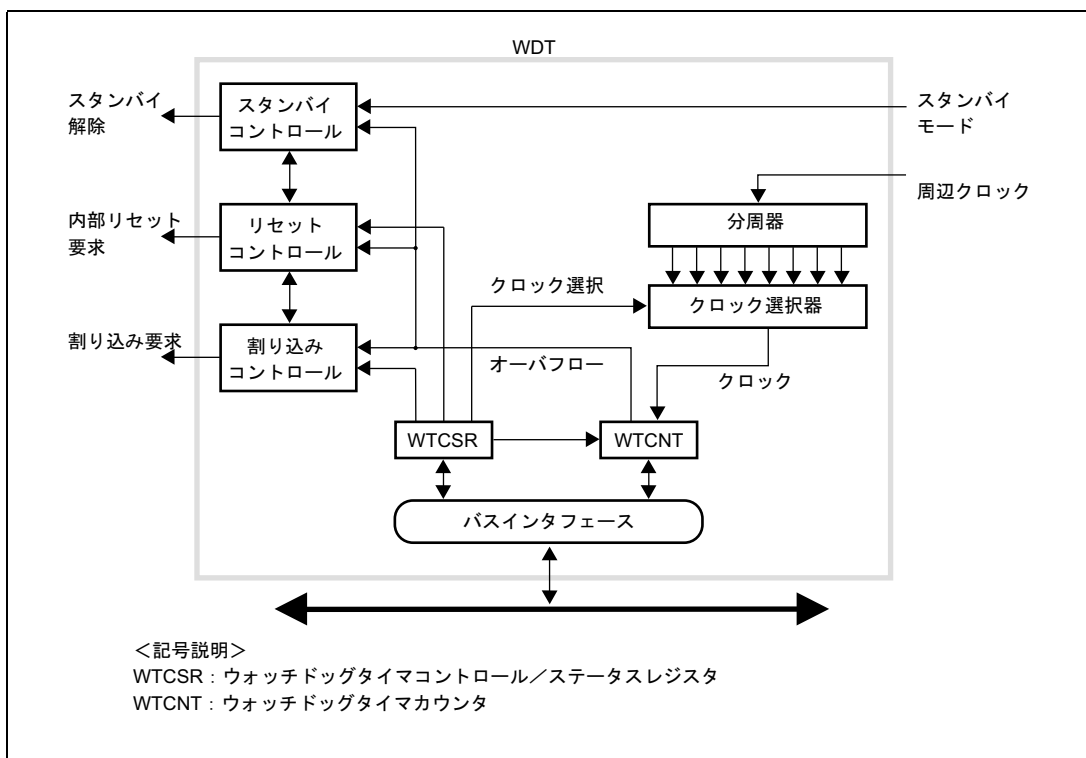 WDT
スタンバイ
解除
スタンバイ
コントロール
スタンバイ
モード
周辺クロック
内部リセット
要求
リセット
コントロール
分周器
クロック選択
クロック選択器
割り込み要求
割り込み
コントロール
オーバフロー
クロック
WTCSR
WTCNT
バスインタフェース
＜記号説明＞
WTCSR：ウォッチドッグタイマコントロール／ステータスレジスタ
WTCNT：ウォッチドッグタイマカウンタ